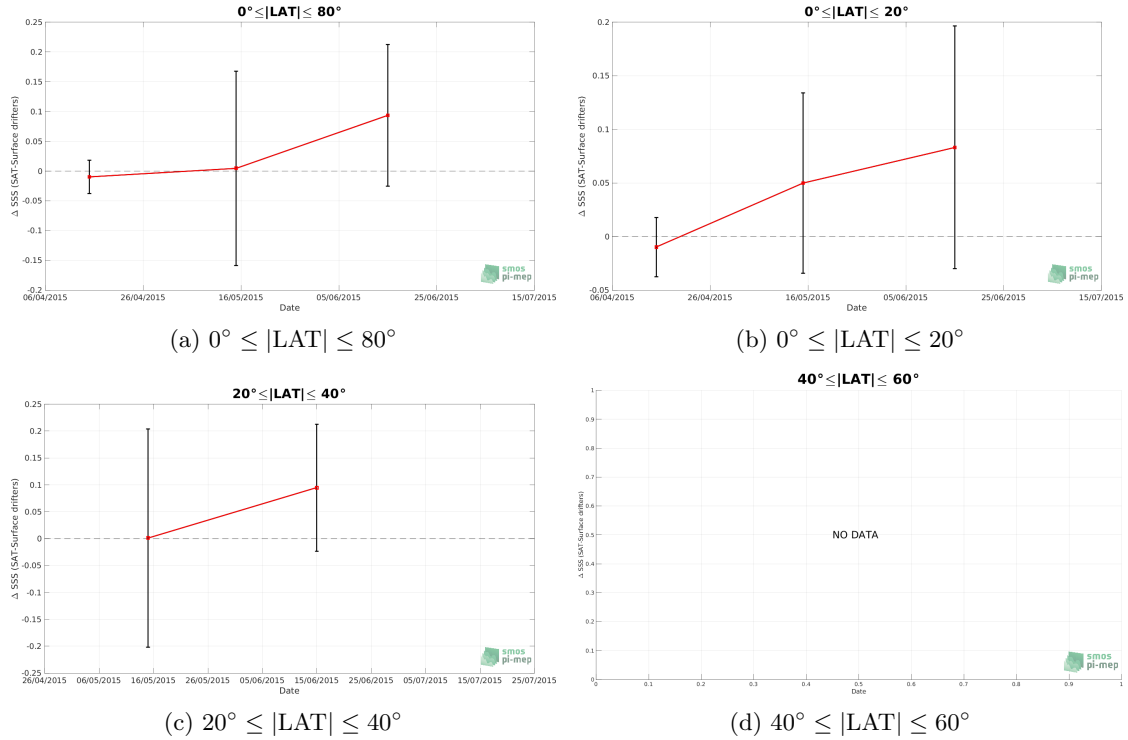 0°≤|LAT|≤ 80°
Δ SSS (SAT-Surface drifters)
0.25
0.2
0.15
0.1
0.05
0
-0.05
-0.1
-0.15
-0.2
06/04/2015 26/04/2015 16/05/2015 05/06/2015 25/06/2015 15/07/2015
Date
smos
pi-mep
(a) 0° ≤ |LAT| ≤ 80°
0°≤|LAT|≤ 20°
Δ SSS (SAT-Surface drifters)
0.2
0.15
0.1
0.05
0
-0.05
06/04/2015 26/04/2015 16/05/2015 05/06/2015 25/06/2015 15/07/2015
Date
smos
pi-mep
(b) 0° ≤ |LAT| ≤ 20°
20°≤|LAT|≤ 40°
Δ SSS (SAT-Surface drifters)
0.25
0.2
0.15
0.1
0.05
0
-0.05
-0.1
-0.15
-0.2
-0.25
26/04/2015 06/05/2015 16/05/2015 26/05/2015 05/06/2015 15/06/2015 25/06/2015 05/07/2015 15/07/2015 25/07/2015
Date
smos
pi-mep
(c) 20° ≤ |LAT| ≤ 40°
40°≤|LAT|≤ 60°
Δ SSS (SAT-Surface drifters)
1
0.9
0.8
0.7
0.6
0.5
0.4
0.3
0.2
0.1
0
NO DATA
0 0.1 0.2 0.3 0.4 0.5 0.6 0.7 0.8 0.9 1
Date
smos
pi-mep
(d) 40° ≤ |LAT| ≤ 60°